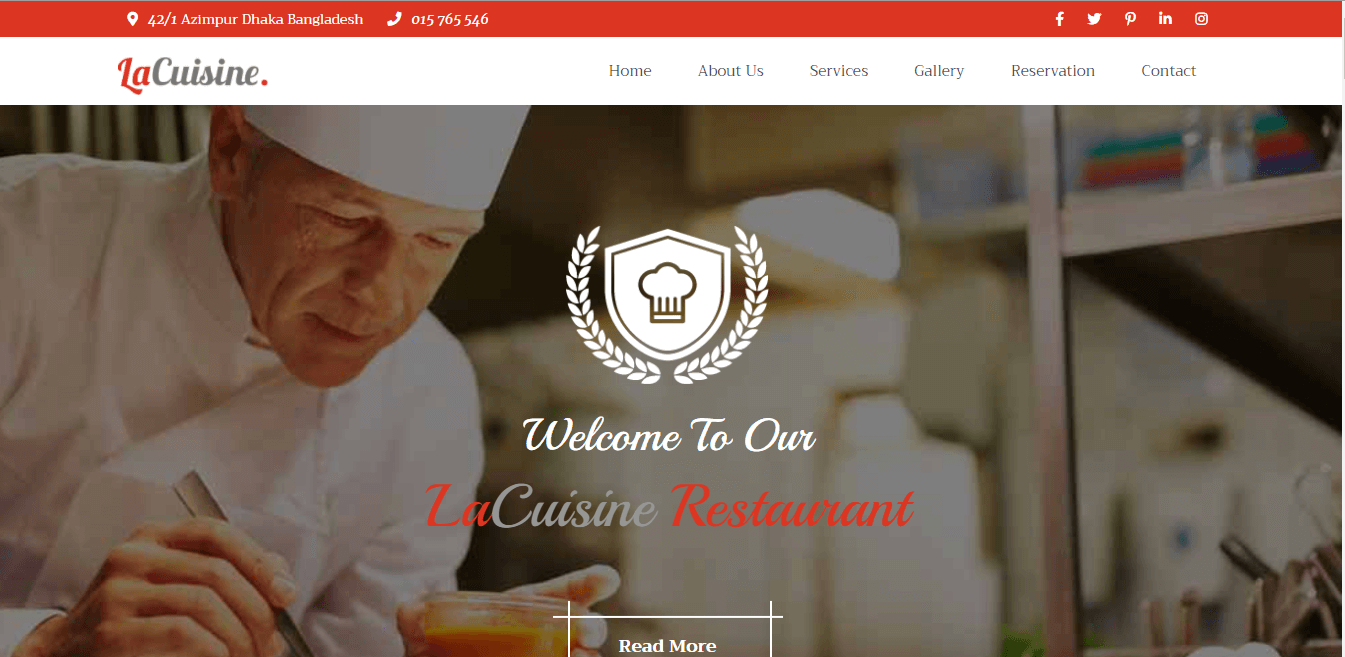 42/1 Azimpur Dhaka Bangladesh 015 765 546
LaCuisine.
Home About Us Services Gallery Reservation Contact
Welcome To Our
LaCuisine Restaurant
Read More